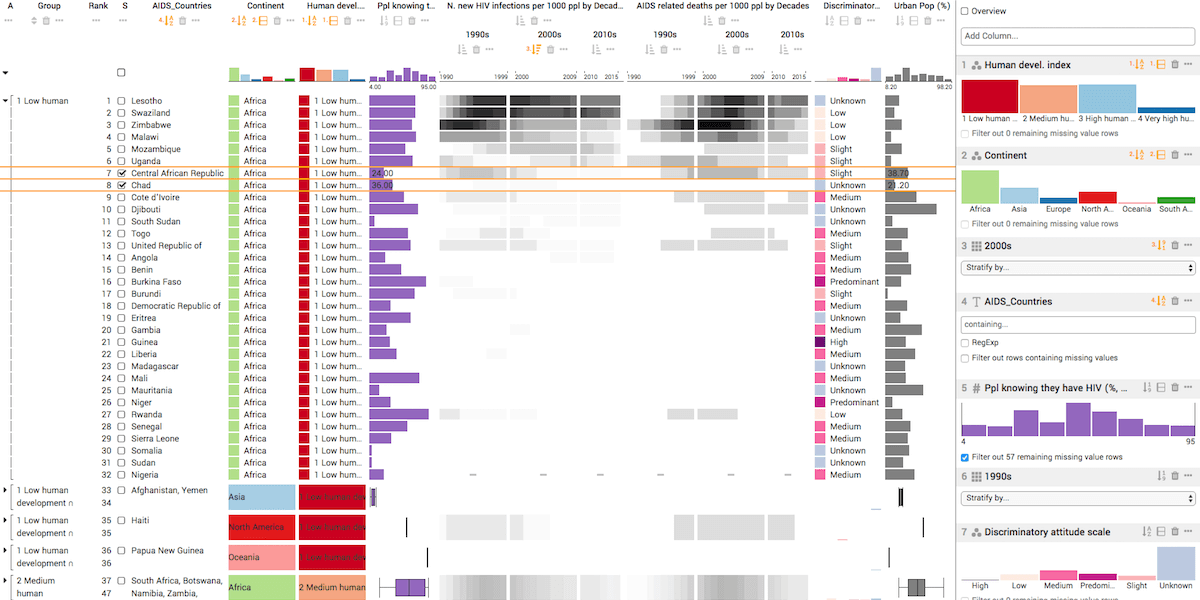 A Group Rank S AIDS_Countries Continent Human devel.... Ppl knowing t... N. new HIV infections per 1000 ppl by Decad... AIDS related deaths per 1000 ppl by Decades Discriminator... Urban Pop (%)
1990s 2000s 2010s 1990s 2000s 2010s
4.00 95.00 1990 1999 2000 2009 2010 2015 1990 1999 2000 2009 2010 2015 8.20 98.20
1 Low human 1 Lesotho Africa 1 Low hum... Unknown
2 Swaziland Africa 1 Low hum... Low
3 Zimbabwe Africa 1 Low hum... Low
4 Malawi Africa 1 Low hum... Low
5 Mozambique Africa 1 Low hum... Slight
6 Uganda Africa 1 Low hum... Slight
7 Central African Republic Africa 1 Low hum... 24.00 Slight 38.70
8 Chad Africa 1 Low hum... 36.00 Unknown 21.20
9 Cote d'Ivoire Africa 1 Low hum... Medium
10 Djibouti Africa 1 Low hum... Unknown
11 South Sudan Africa 1 Low hum... Unknown
12 Togo Africa 1 Low hum... Medium
13 United Republic of Africa 1 Low hum... Slight
14 Angola Africa 1 Low hum... Medium
15 Benin Africa 1 Low hum... Medium
16 Burkina Faso Africa 1 Low hum... Predominant
17 Burundi Africa 1 Low hum... Slight
18 Democratic Republic of Africa 1 Low hum... Medium
19 Eritrea Africa 1 Low hum... Unknown
20 Gambia Africa 1 Low hum... Medium
21 Guinea Africa 1 Low hum... High
22 Liberia Africa 1 Low hum... Medium
23 Madagascar Africa 1 Low hum... Unknown
24 Mali Africa 1 Low hum... Medium
25 Mauritania Africa 1 Low hum... Unknown
26 Niger Africa 1 Low hum... Predominant
27 Rwanda Africa 1 Low hum... Low
28 Senegal Africa 1 Low hum... Medium
29 Sierra Leone Africa 1 Low hum... Medium
30 Somalia Africa 1 Low hum... Unknown
31 Sudan Africa 1 Low hum... Unknown
32 Nigeria Africa 1 Low hum... Medium
1 Low human 33 Afghanistan, Yemen Asia
development n 34
1 Low human 35 Haiti North America
development n 35
1 Low human 36 Papua New Guinea Oceania
development n 36
2 Medium 37 South Africa, Botswana, Africa 2 Medium human
human 47 Namibia, Zambia,
Overview
Add Column...
1 Human devel. index
1 Low human ... 2 Medium hu... 3 High human ... 4 Very high hu...
Filter out 0 remaining missing value rows
2 Continent
Africa Asia Europe North A... Oceania South A...
Filter out 0 remaining missing value rows
3 2000s
Stratify by...
4 AIDS_Countries
containing...
RegExp
Filter out rows containing missing values
5 # Ppl knowing they have HIV (%, ...
4 95
Filter out 57 remaining missing value rows
6 1990s
Stratify by...
7 Discriminatory attitude scale
High Low Medium Predomi... Slight Unknown
Filter out 0 remaining missing value rows